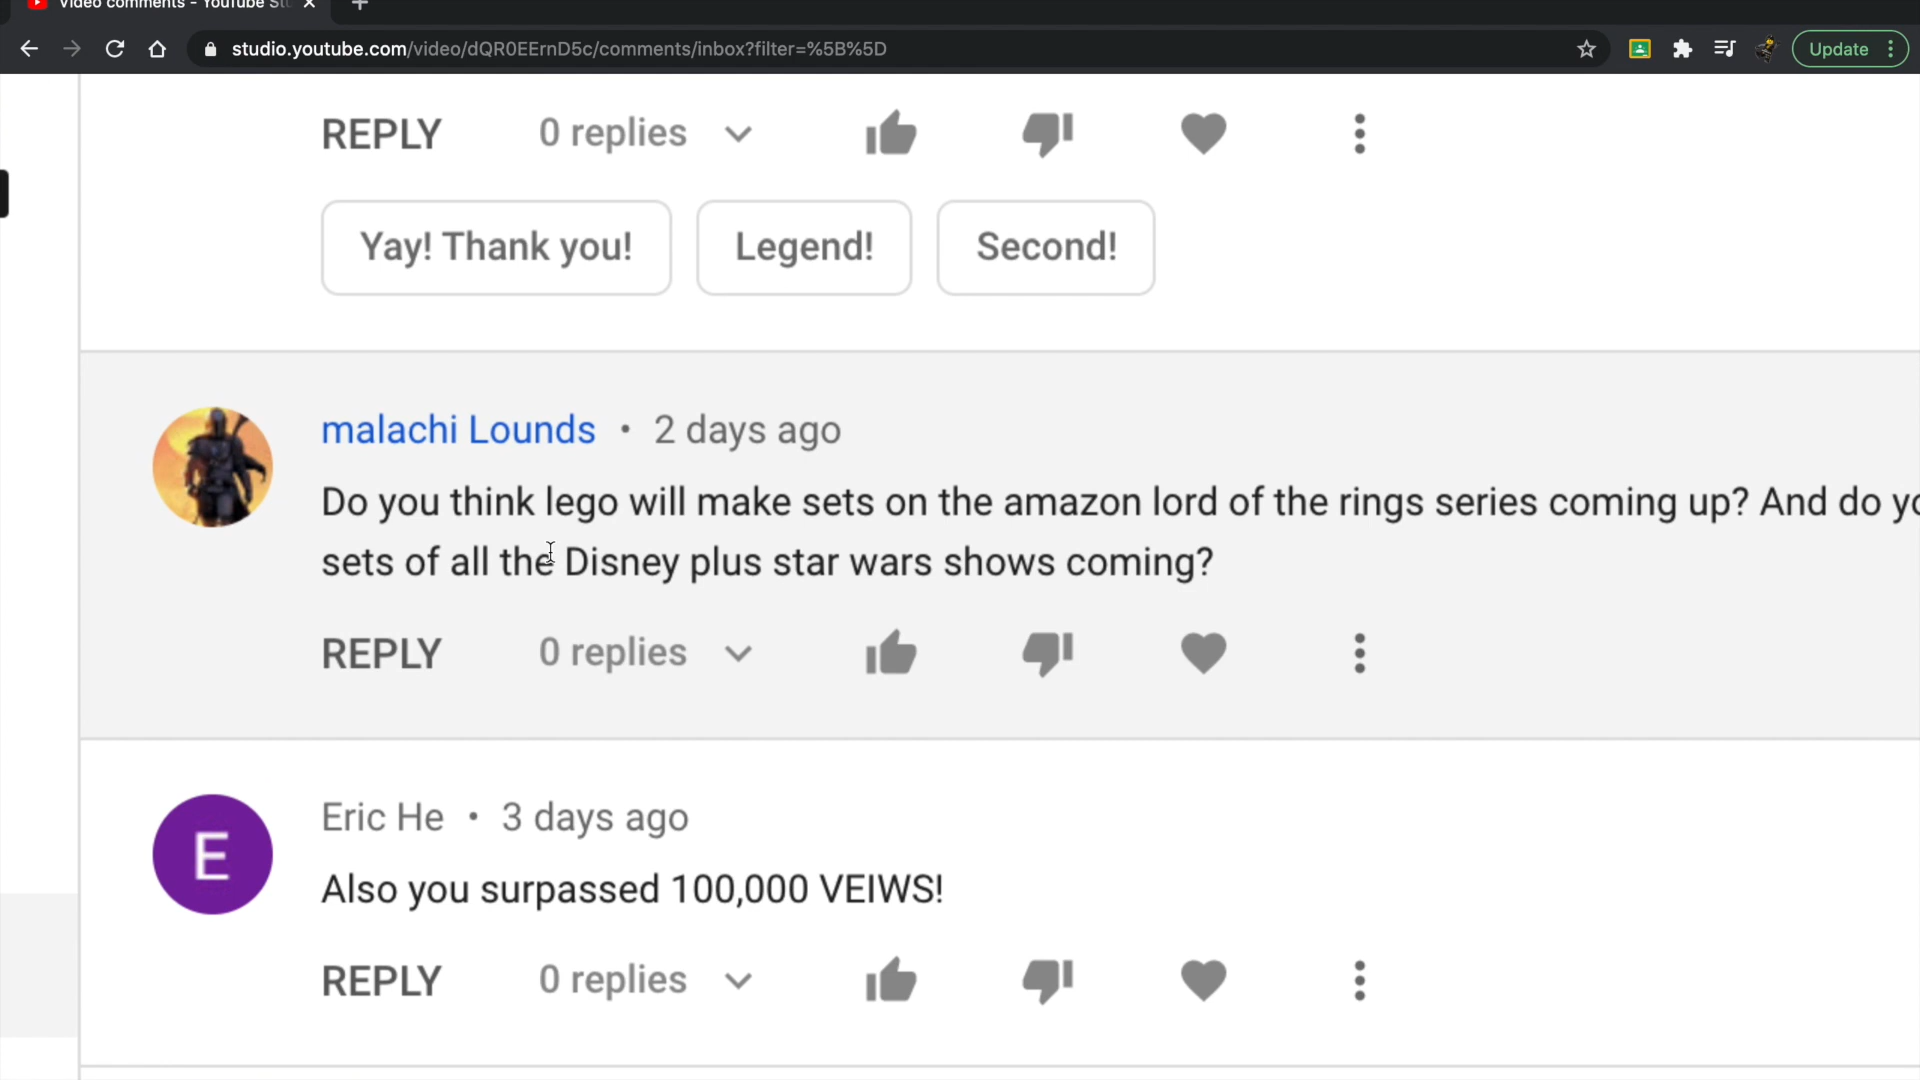 Video comments - YouTube St
studio.youtube.com/video/dQR0EErnD5c/comments/inbox?filter=%5B%5D
Update
REPLY 0 replies
Yay! Thank you! Legend! Second!
malachi Lounds • 2 days ago
Do you think lego will make sets on the amazon lord of the rings series coming up? And do yo
sets of all the Disney plus star wars shows coming?
REPLY 0 replies
E
Eric He • 3 days ago
Also you surpassed 100,000 VEIWS!
REPLY 0 replies